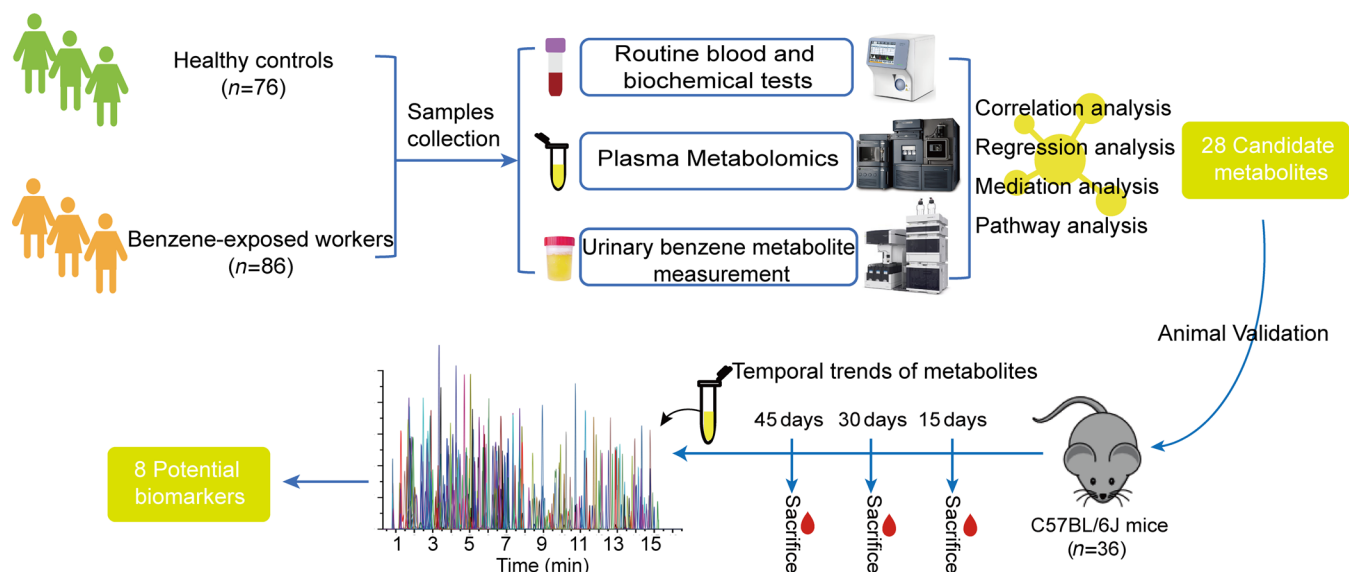 Healthy controls
(n=76)
Benzene-exposed workers
(n=86)
Samples
collection
Routine blood and
biochemical tests
Plasma Metabolomics
Urinary benzene metabolite
measurement
Correlation analysis
Regression analysis
Mediation analysis
Pathway analysis
28 Candidate
metabolites
Animal Validation
C57BL/6J mice
(n=36)
Temporal trends of metabolites
45 days
30 days
15 days
Sacrifice
Sacrifice
Sacrifice
1 3 5 7 9 11 13 15
Time (min)
8 Potential
biomarkers